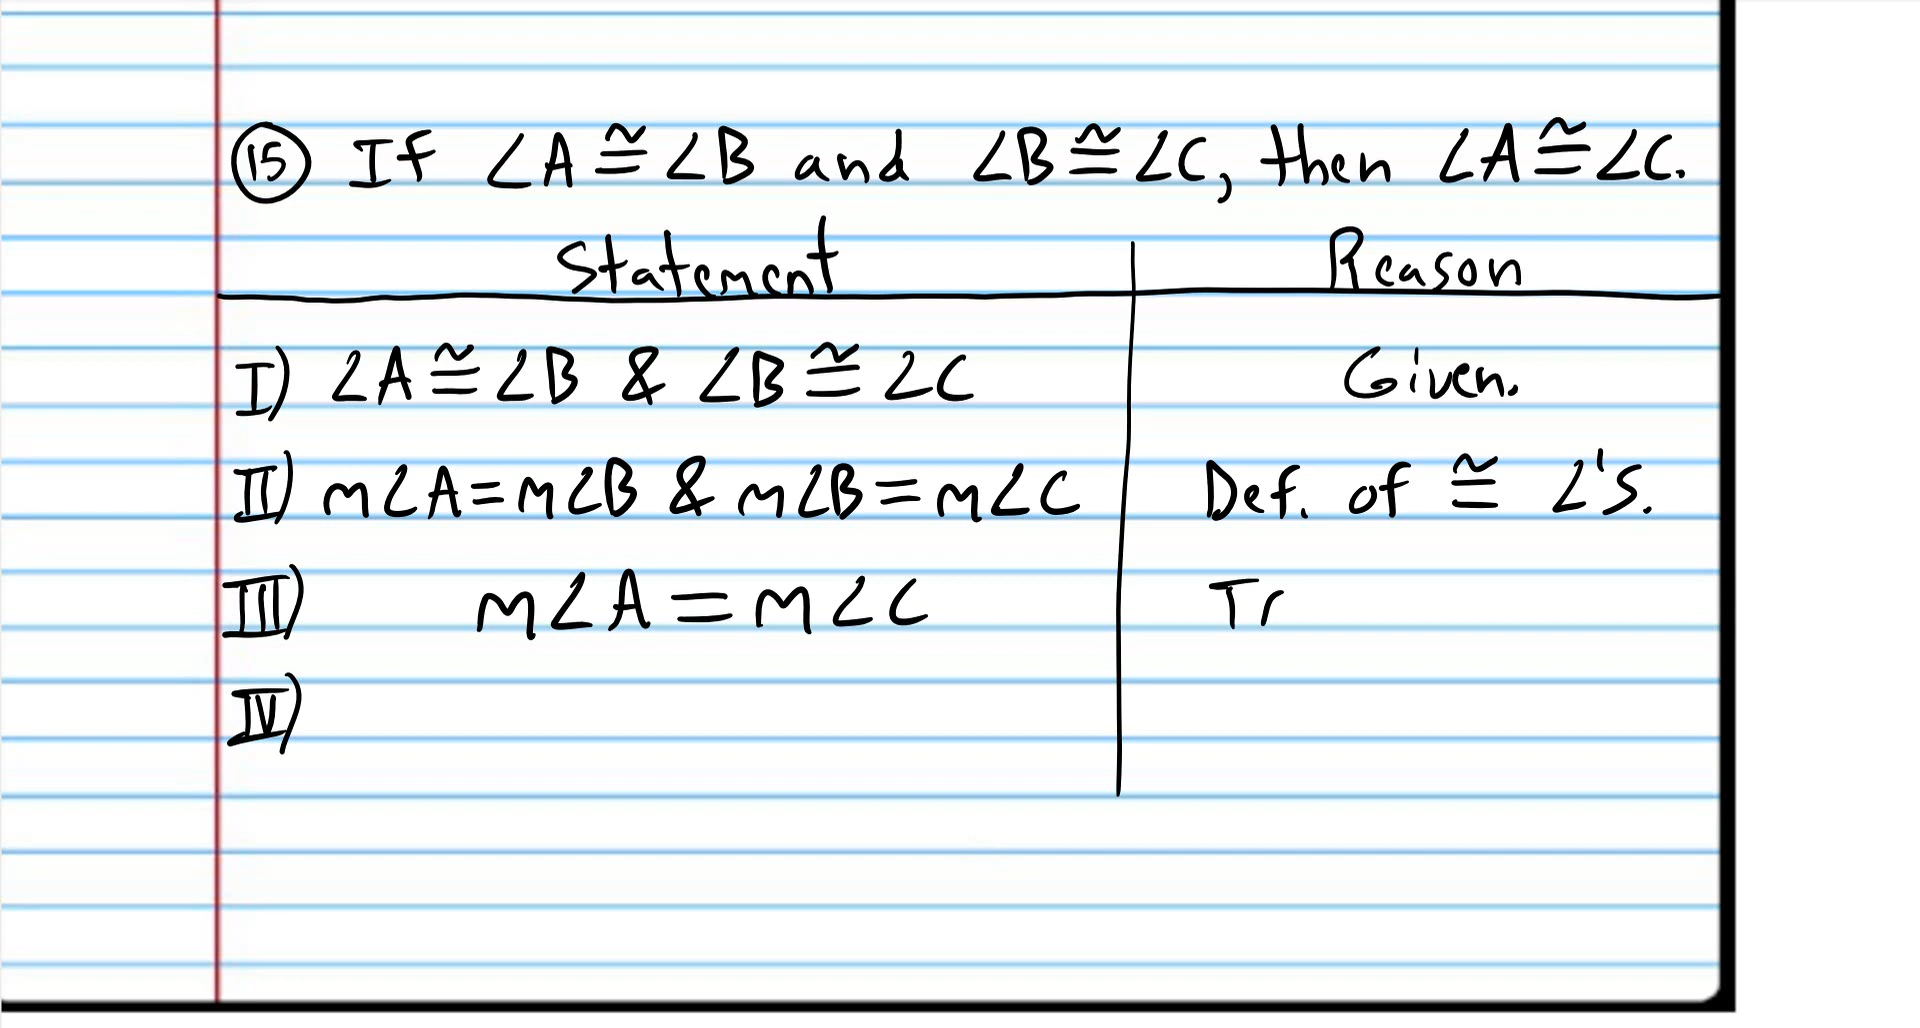 ⑮ If ∠A ≅ ∠B and ∠B ≅ ∠C, then ∠A ≅ ∠C.
Statement Reason
I) ∠A ≅ ∠B & ∠B ≅ ∠C Given.
II) m∠A = m∠B & m∠B = m∠C Def. of ≅ ∠'s.
III) m∠A = m∠C Tr
IV)